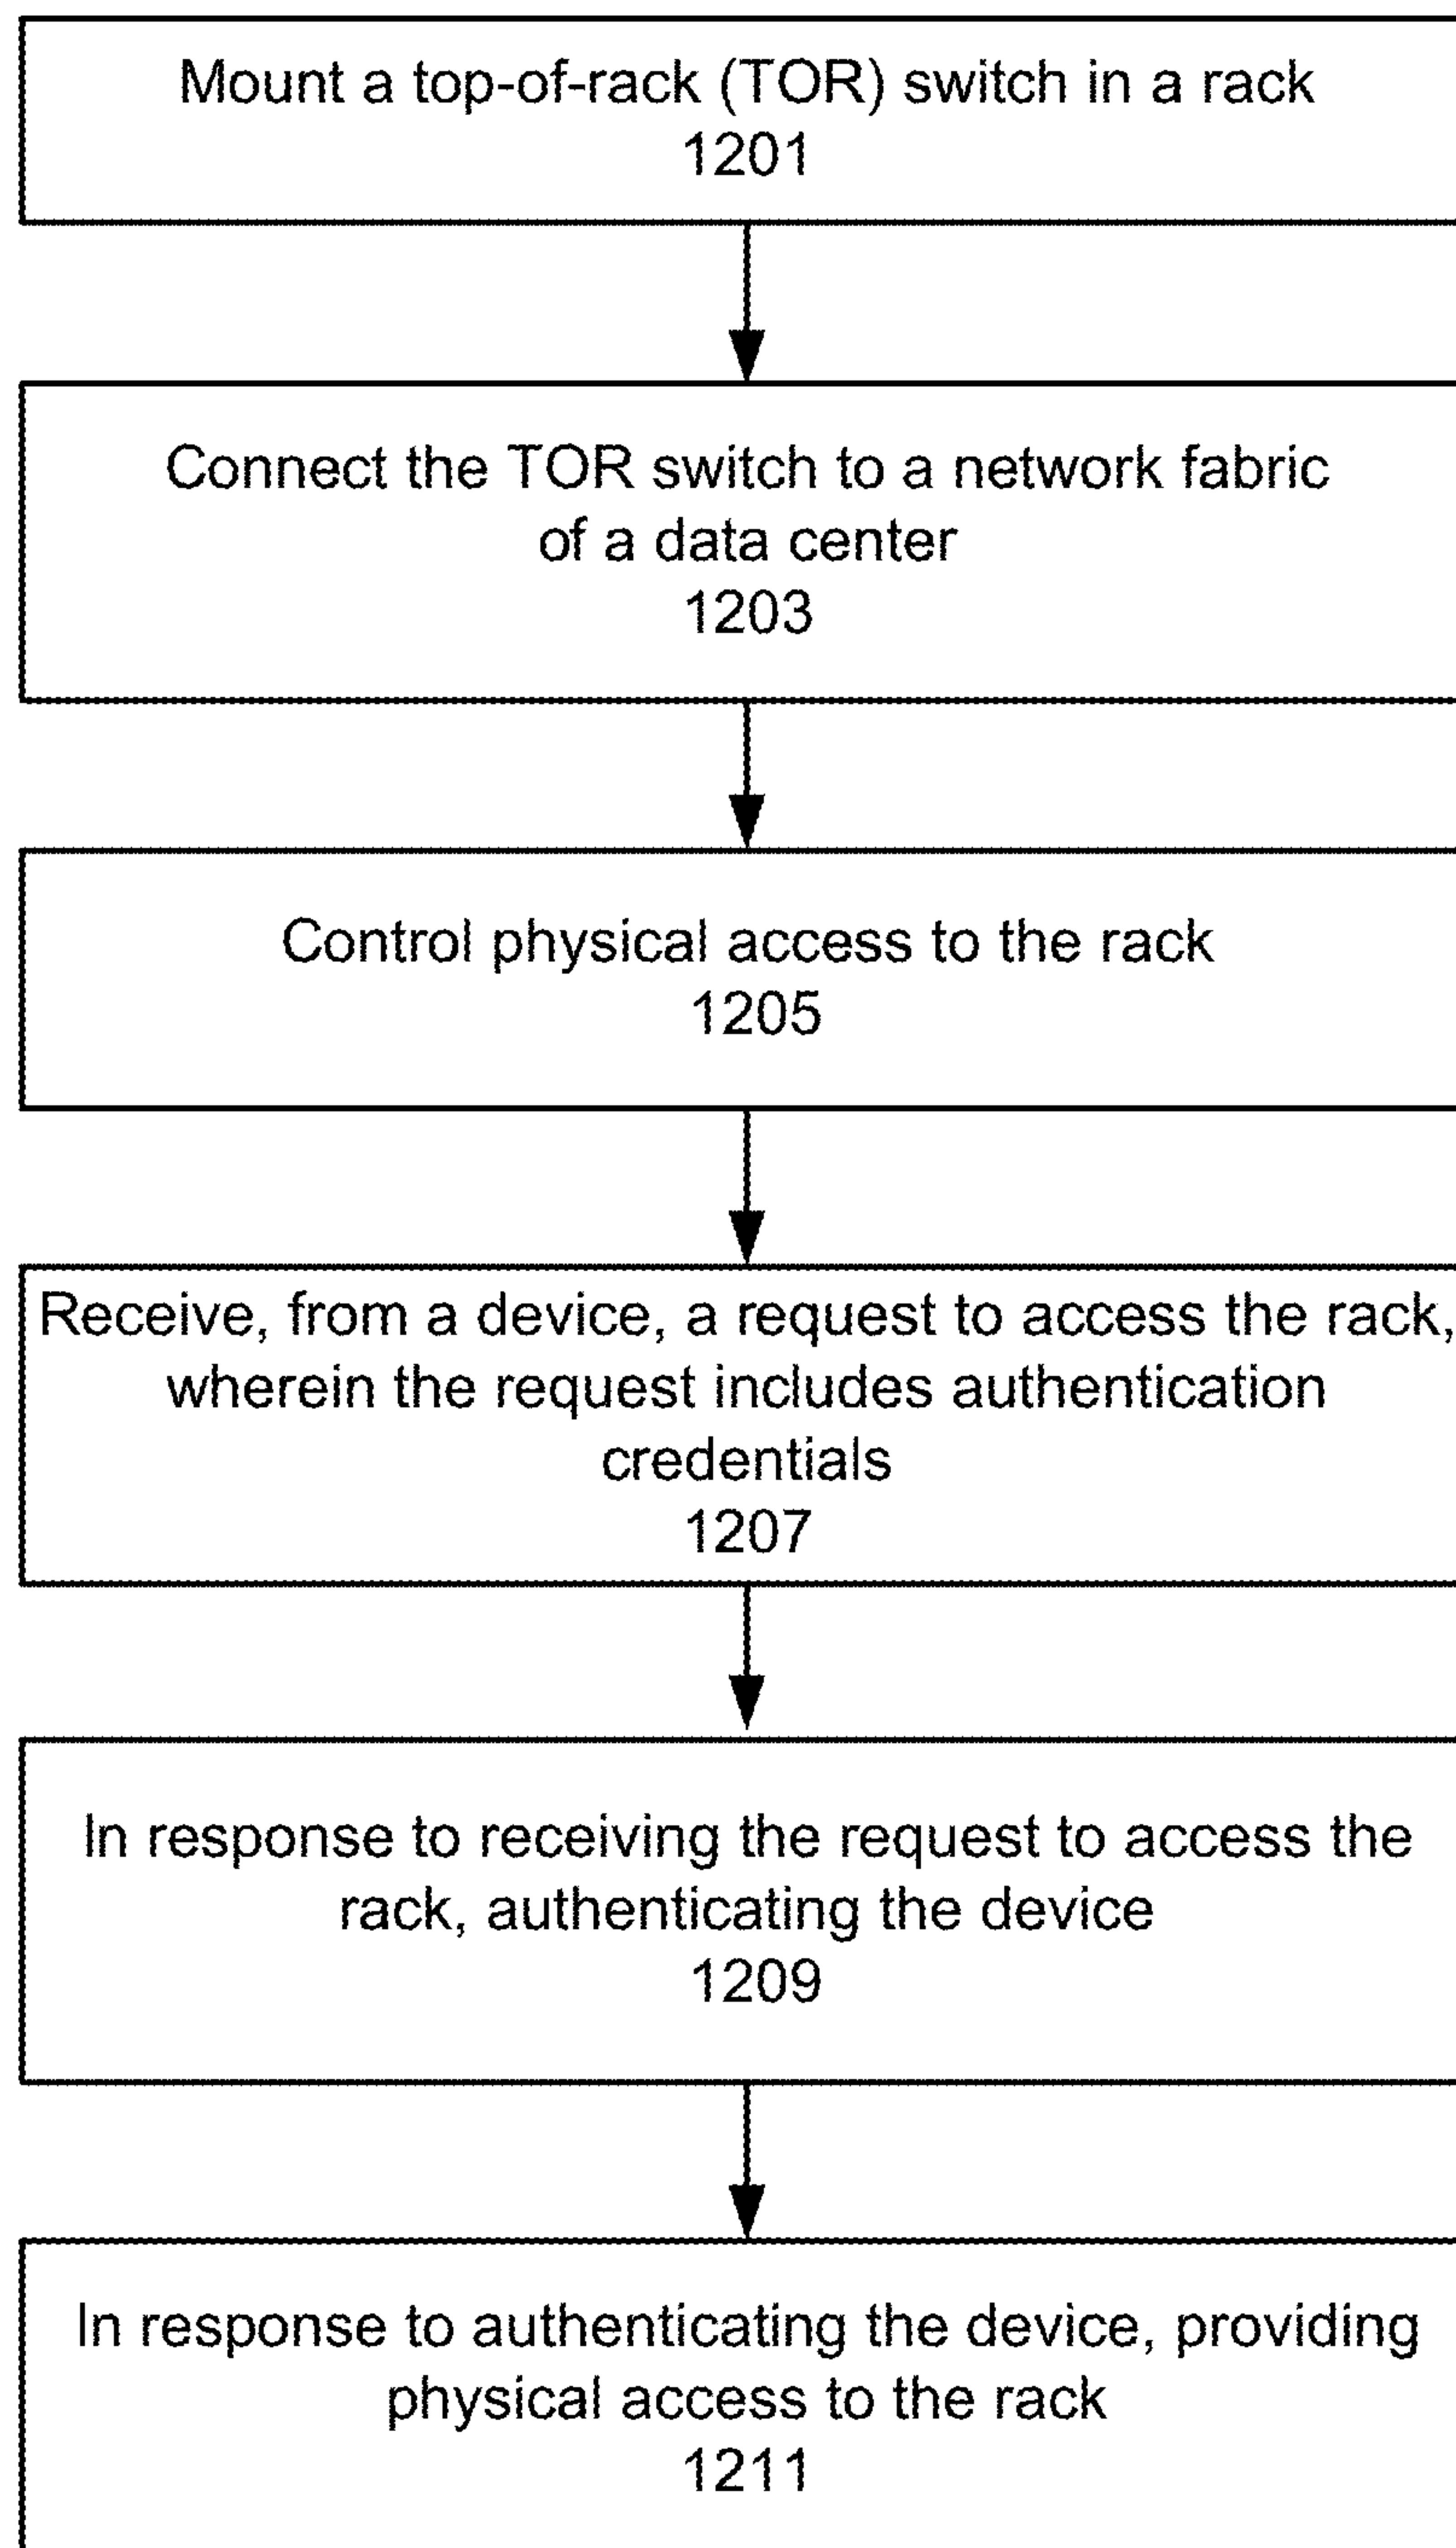 Mount a top-of-rack (TOR) switch in a rack
1201
Connect the TOR switch to a network fabric
of a data center
1203
Control physical access to the rack
1205
Receive, from a device, a request to access the rack,
wherein the request includes authentication
credentials
1207
In response to receiving the request to access the
rack, authenticating the device
1209
In response to authenticating the device, providing
physical access to the rack
1211